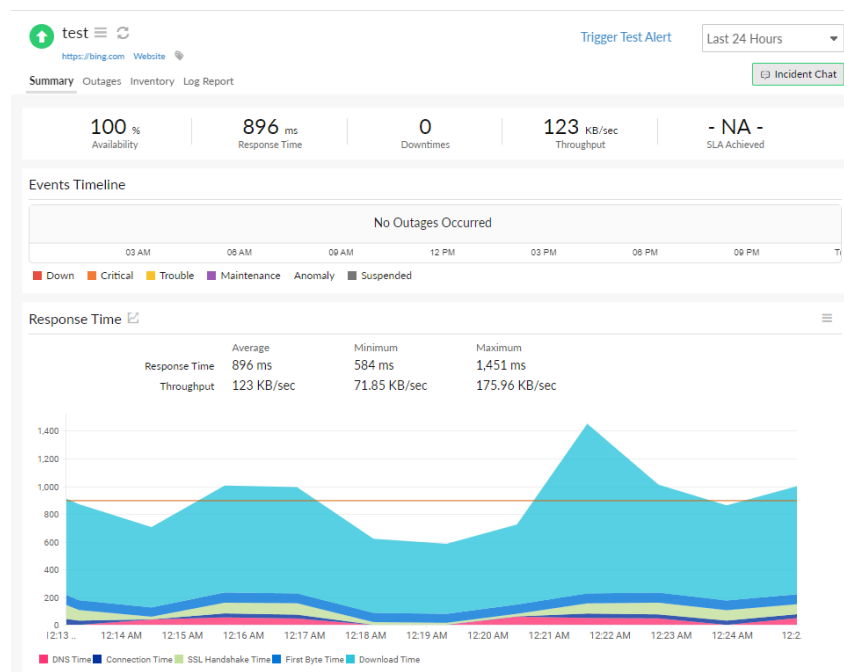 test
Trigger Test Alert
Last 24 Hours
https://bing.com Website
Summary Outages Inventory Log Report
Incident Chat
100 % 896 ms 0 123 KB/sec - NA -
Availability Response Time Downtimes Throughput SLA Achieved
Events Timeline
No Outages Occurred
03 AM 06 AM 09 AM 12 PM 03 PM 06 PM 09 PM
Down Critical Trouble Maintenance Anomaly Suspended
Response Time
Average Minimum Maximum
Response Time 896 ms 584 ms 1,451 ms
Throughput 123 KB/sec 71.85 KB/sec 175.96 KB/sec
1,400
1,200
1,000
800
600
400
200
0
12:13 .. 12:14 AM 12:15 AM 12:16 AM 12:17 AM 12:18 AM 12:19 AM 12:20 AM 12:21 AM 12:22 AM 12:23 AM 12:24 AM 12:2.
DNS Time Connection Time SSL Handshake Time First Byte Time Download Time